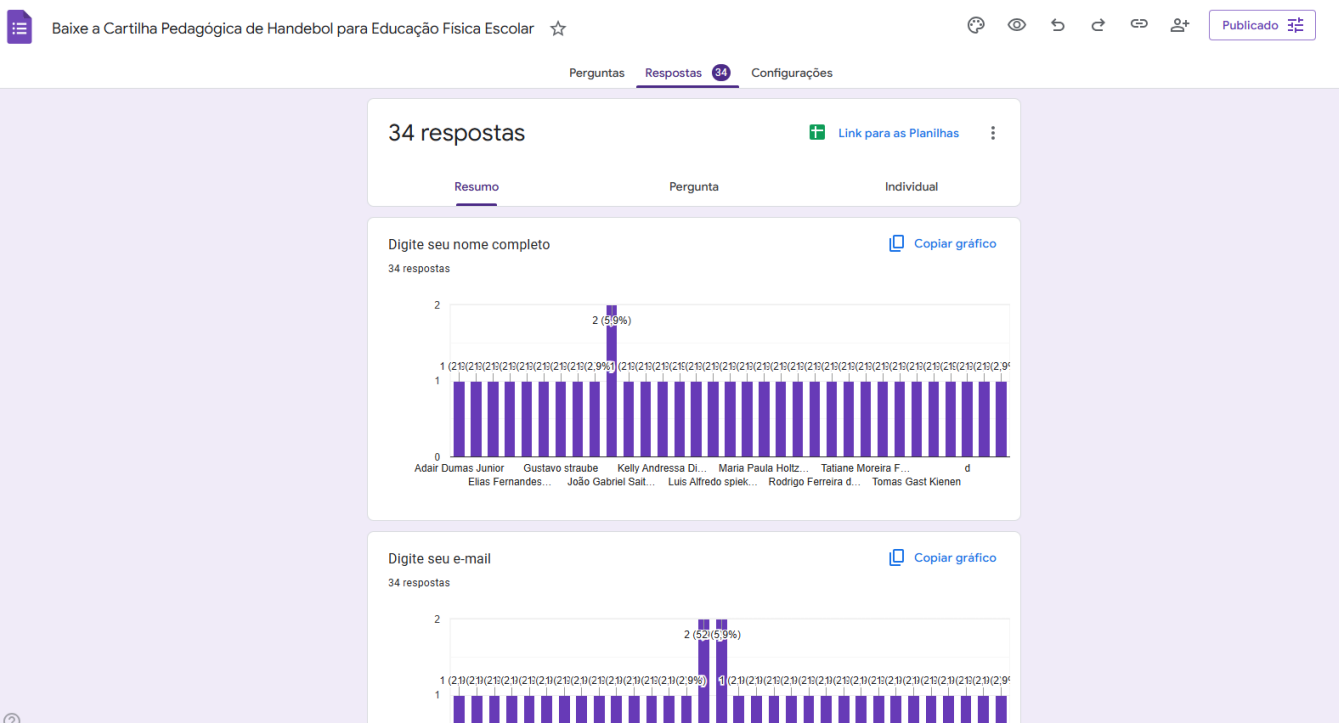 Baixe a Cartilha Pedagógica de Handebol para Educação Física Escolar
Publicado
Perguntas Respostas 34 Configurações
34 respostas
Link para as Planilhas
Resumo Pergunta Individual
Digite seu nome completo
Copiar gráfico
34 respostas
2
2 (5,9%)
1
0
Adair Dumas Junior Gustavo straube Kelly Andressa Di... Maria Paula Holtz... Tatiane Moreira F... d
Elias Fernandes... João Gabriel Sait... Luis Alfredo spiek... Rodrigo Ferreira d... Tomas Gast Kienen
Digite seu e-mail
Copiar gráfico
34 respostas
2
(5,9%)
1